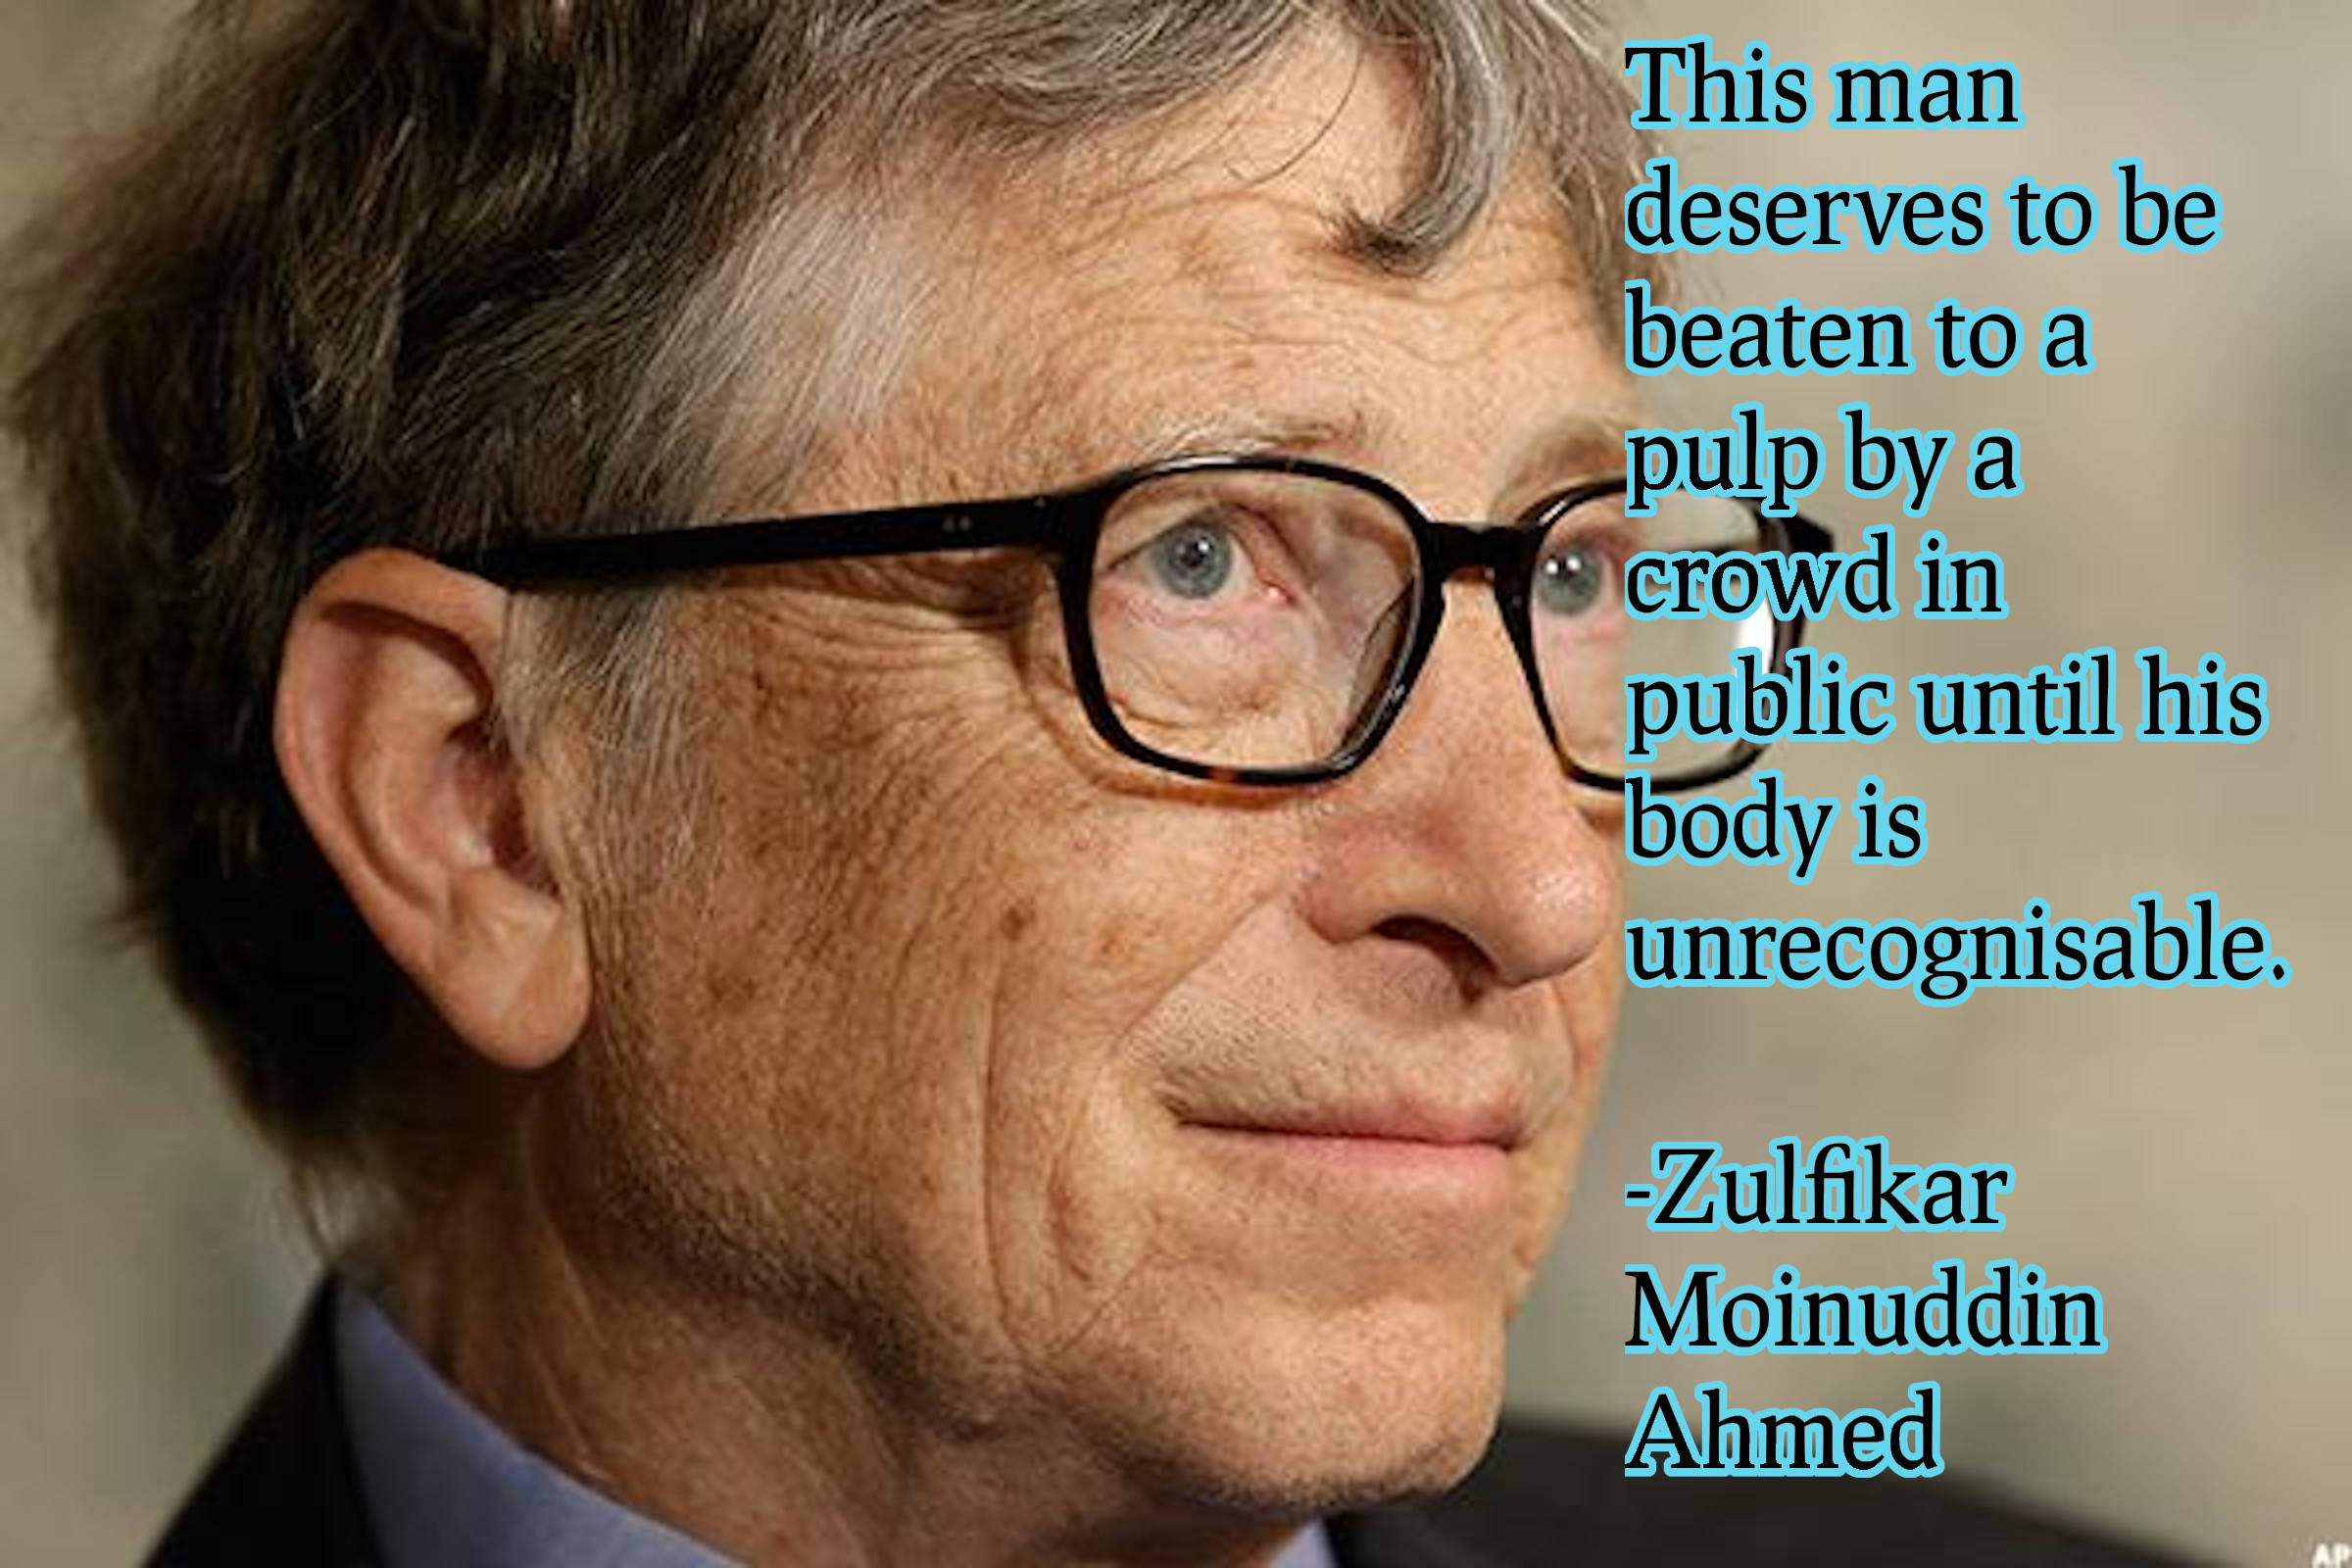 This man
deserves to be
beaten to a
pulp by a
crowd in
public until his
body is
unrecognisable.
-Zulfikar
Moinuddin
Ahmed
AP